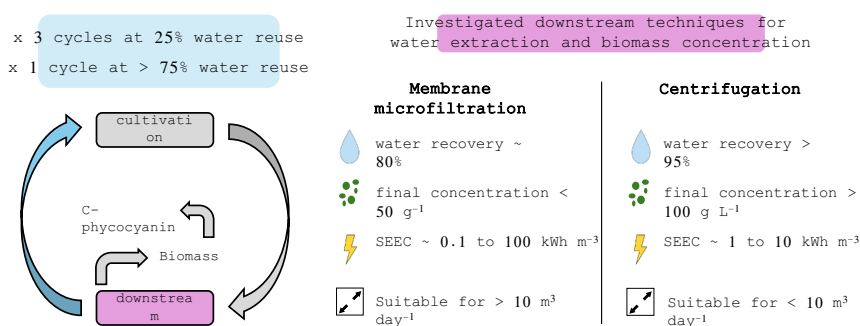 x 3 cycles at 25% water reuse
x 1 cycle at > 75% water reuse
cultivati
on
C-
phycocyanin
Biomass
downstrea
m
Investigated downstream techniques for
water extraction and biomass concentration
Membrane
microfiltration
water recovery ~
80%
final concentration <
50 g⁻¹
SEEC ~ 0.1 to 100 kWh m⁻³
Suitable for > 10 m³
day⁻¹
Centrifugation
water recovery >
95%
final concentration >
100 g L⁻¹
SEEC ~ 1 to 10 kWh m⁻³
Suitable for < 10 m³
day⁻¹